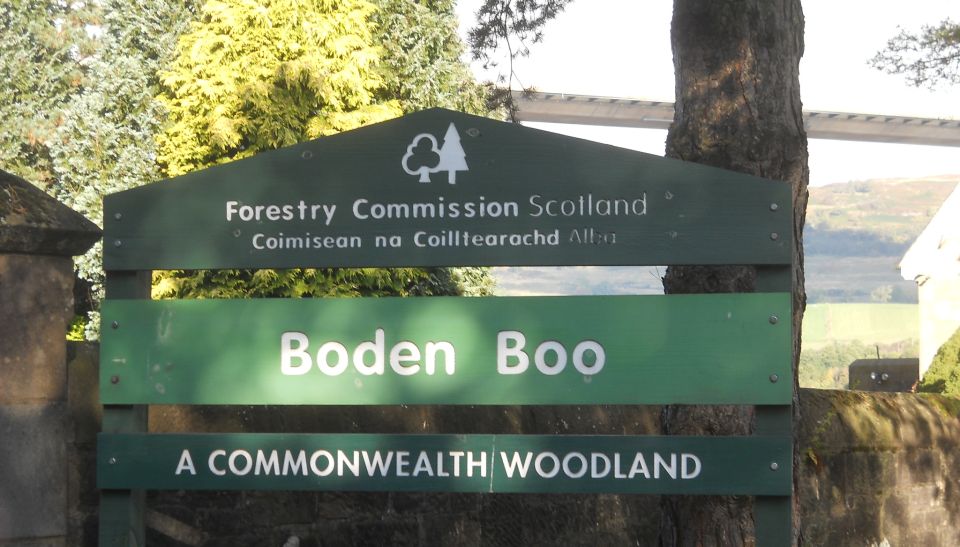 Forestry Commission Scotland
Coimisean na Coilltearachd Alba
Boden Boo
A COMMONWEALTH WOODLAND